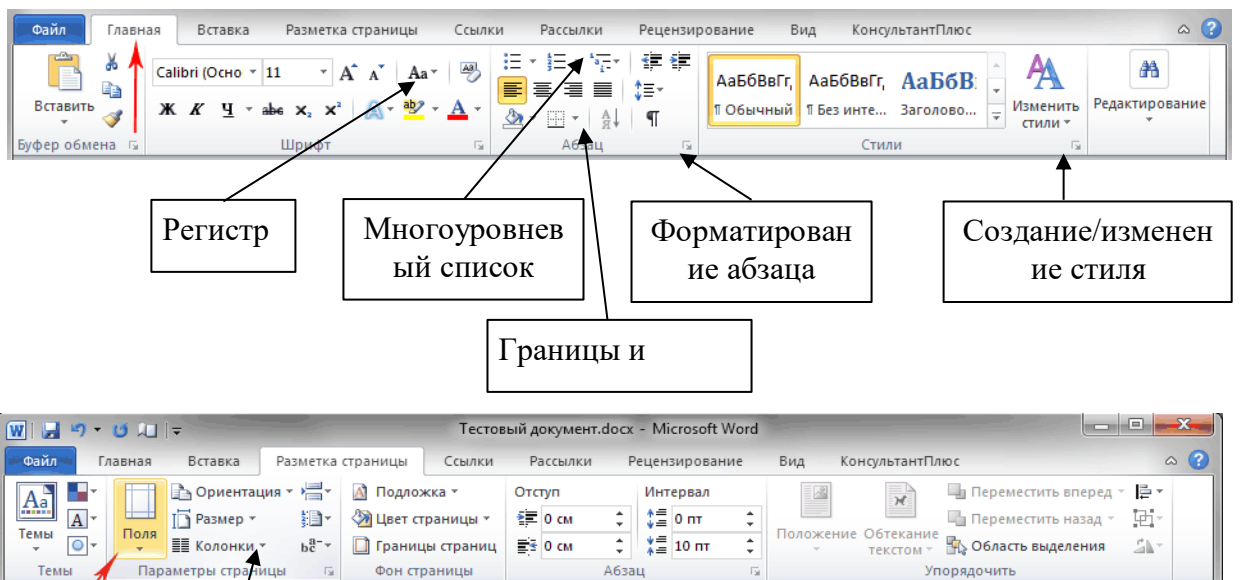 Файл Главная Вставка Разметка страницы Ссылки Рассылки Рецензирование Вид КонсультантПлюс
Calibri (Осно 11 Aa
Вставить
Ж К Ч abc x₂ x² ab A
АаБбВвГг, АаБбВвГг, АаБбВ
¶ Обычный ¶ Без инте... Заголово...
Изменить стили
Редактирование
Буфер обмена Шрифт Абзац Стили
Регистр
Многоуровнев
ый список
Форматирован
ие абзаца
Создание/изменен
ие стиля
Границы и
Тестовый документ.docx - Microsoft Word
Файл Главная Вставка Разметка страницы Ссылки Рассылки Рецензирование Вид КонсультантПлюс
Темы
Поля
Ориентация
Размер
Колонки
Подложка
Цвет страницы
Границы страниц
Отступ
0 см
0 см
Интервал
0 пт
10 пт
Положение
Обтекание
текстом
Переместить вперед
Переместить назад
Область выделения
Темы Параметры страницы Фон страницы Абзац Упорядочить